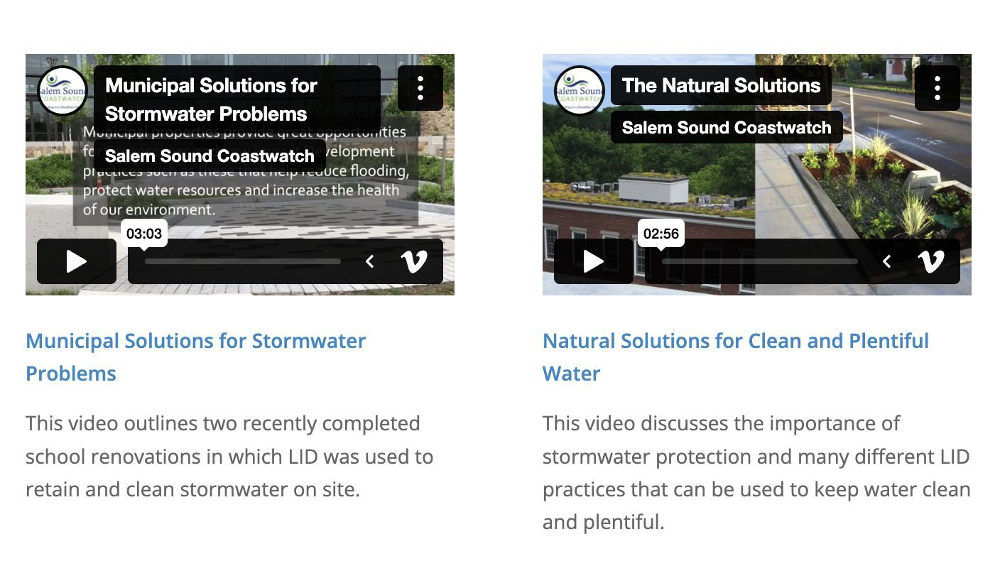 Municipal Solutions for
Stormwater Problems
Salem Sound Coastwatch
Municipal properties provide great opportunities
velopment
practices such as these that help reduce flooding,
protect water resources and increase the health
of our environment.
03:03
Municipal Solutions for Stormwater
Problems
This video outlines two recently completed
school renovations in which LID was used to
retain and clean stormwater on site.
alem Soun
COASTWATCH
The Natural Solutions
Salem Sound Coastwatch
02:56
Natural Solutions for Clean and Plentiful
Water
This video discusses the importance of
stormwater protection and many different LID
practices that can be used to keep water clean
and plentiful.